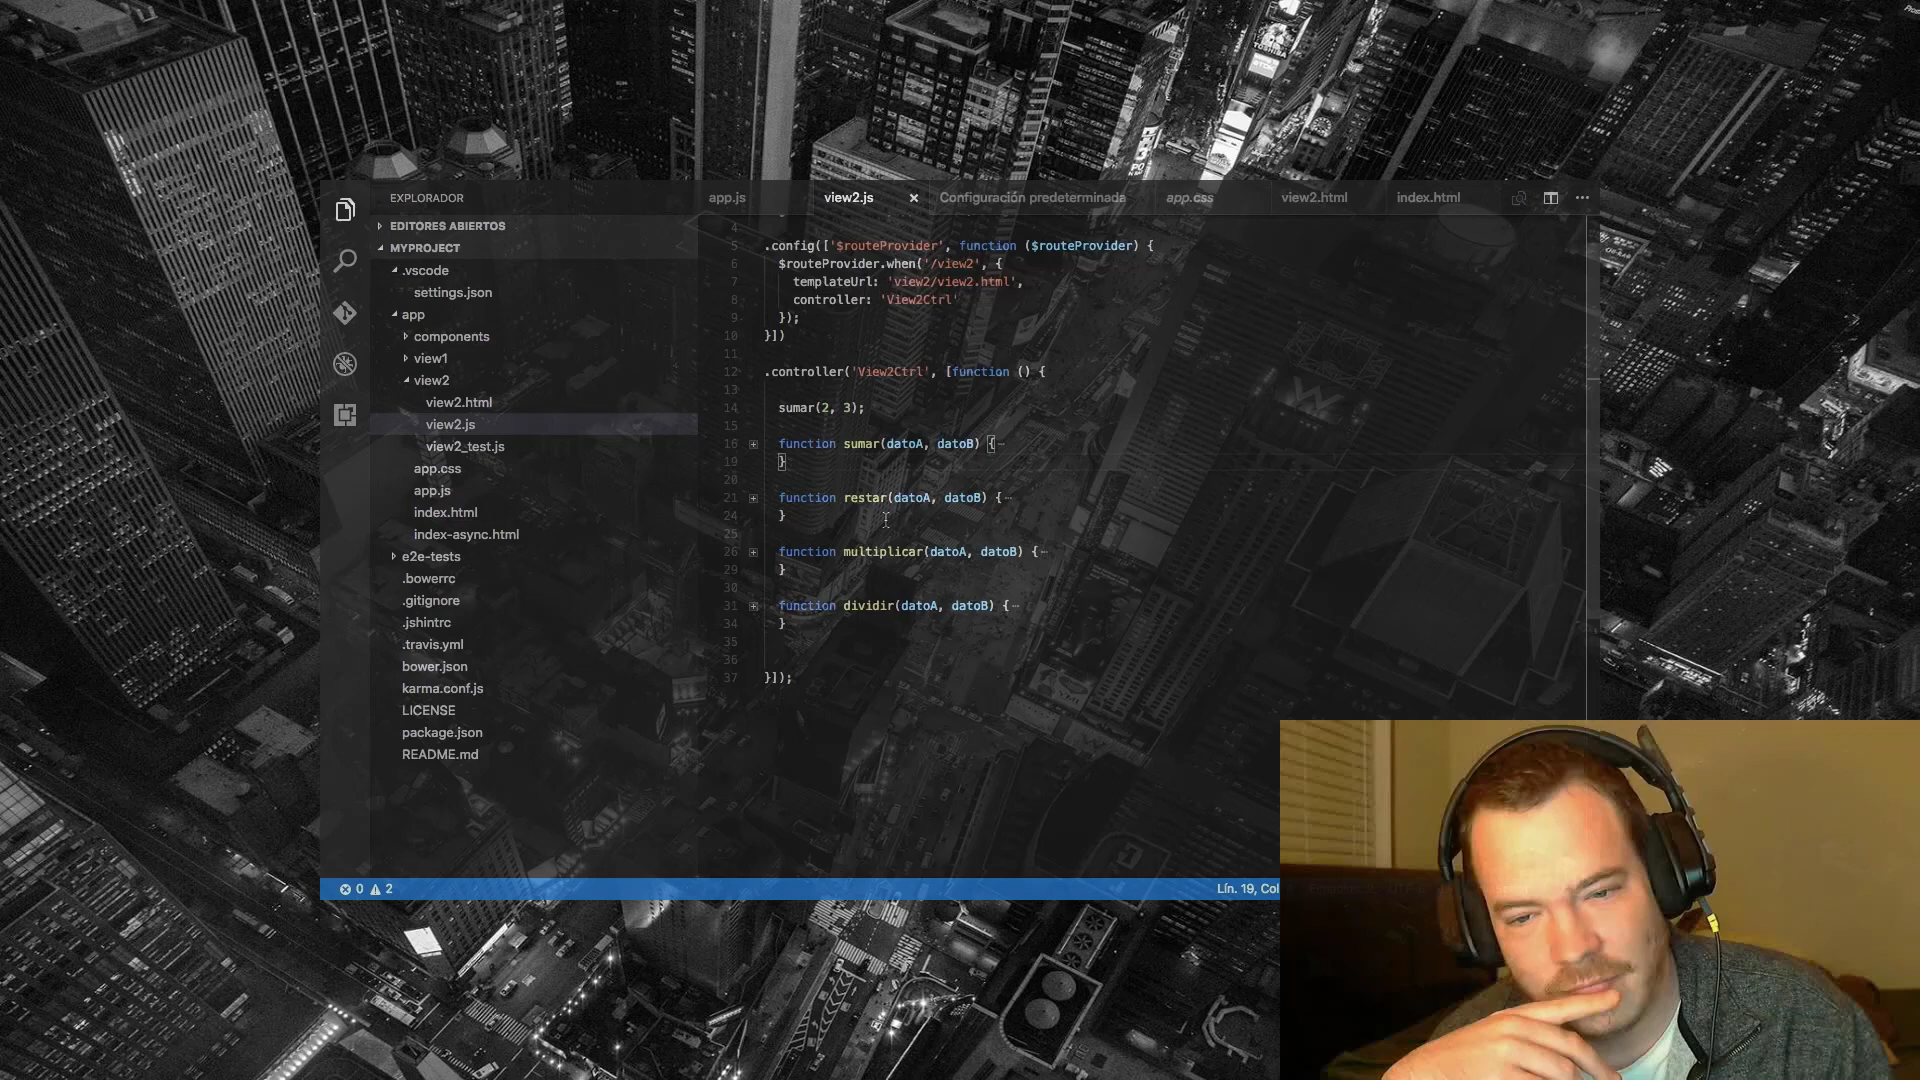 TOSHIBA
EXPLORADOR
app.js
view2.js
Configuración predeterminada
app.css
view2.html
index.html
EDITORES ABIERTOS
MYPROJECT
.vscode
settings.json
app
components
view1
view2
view2.html
view2.js
view2_test.js
app.css
app.js
index.html
index-async.html
e2e-tests
.bowerrc
.gitignore
.jshintrc
.travis.yml
bower.json
karma.conf.js
LICENSE
package.json
README.md
4
5 .config(['$routeProvider', function ($routeProvider) {
6 $routeProvider.when('/view2', {
7 templateUrl: 'view2/view2.html',
8 controller: 'View2Ctrl'
9 });
10 }])
11
12 .controller('View2Ctrl', [function () {
13
14 sumar(2, 3);
15
16 function sumar(datoA, datoB) {
19 }
20
21 function restar(datoA, datoB) {
24 }
25
26 function multiplicar(datoA, datoB) {
29 }
30
31 function dividir(datoA, datoB) {
34 }
35
36
37 }]);
0 2
Lín. 19, Col